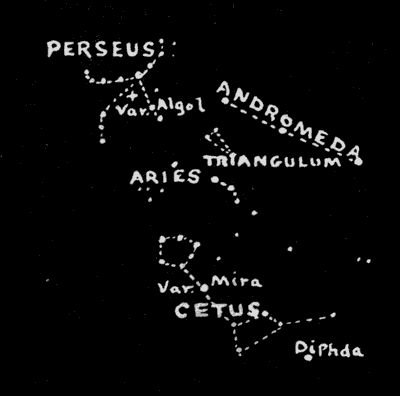 PERSEUS
Var. Algol
ANDROMEDA
TRIANGULUM
ARIES
Var. Mira
CETUS
Diphda